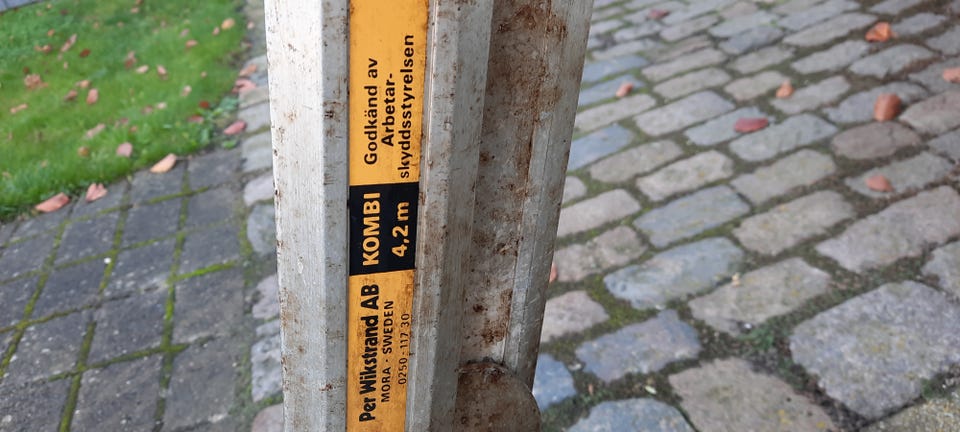 Per Wikstrand AB
MORA · SWEDEN
0250-117 30
KOMBI
4,2 m
Godkänd av
Arbetar-
skyddsstyrelsen